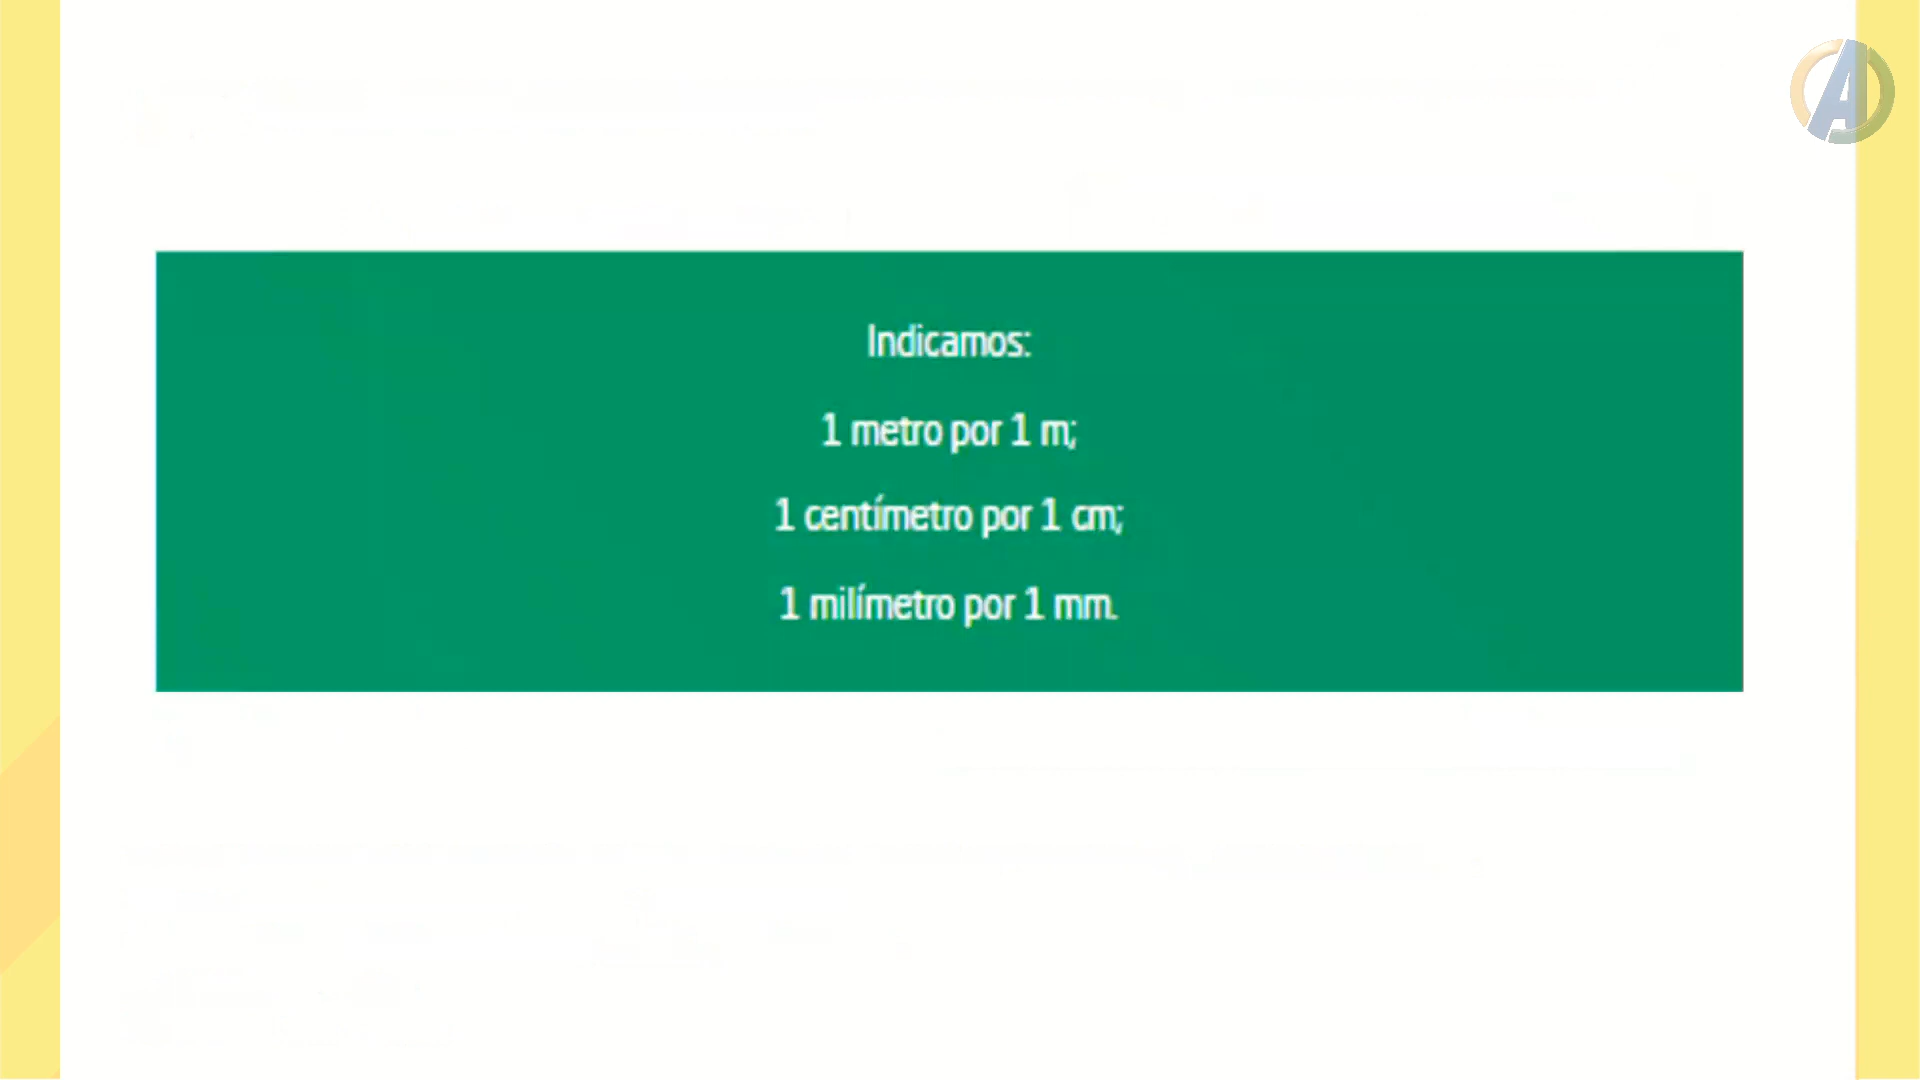 Indicamos:
1 metro por 1 m;
1 centímetro por 1 cm;
1 milímetro por 1 mm.